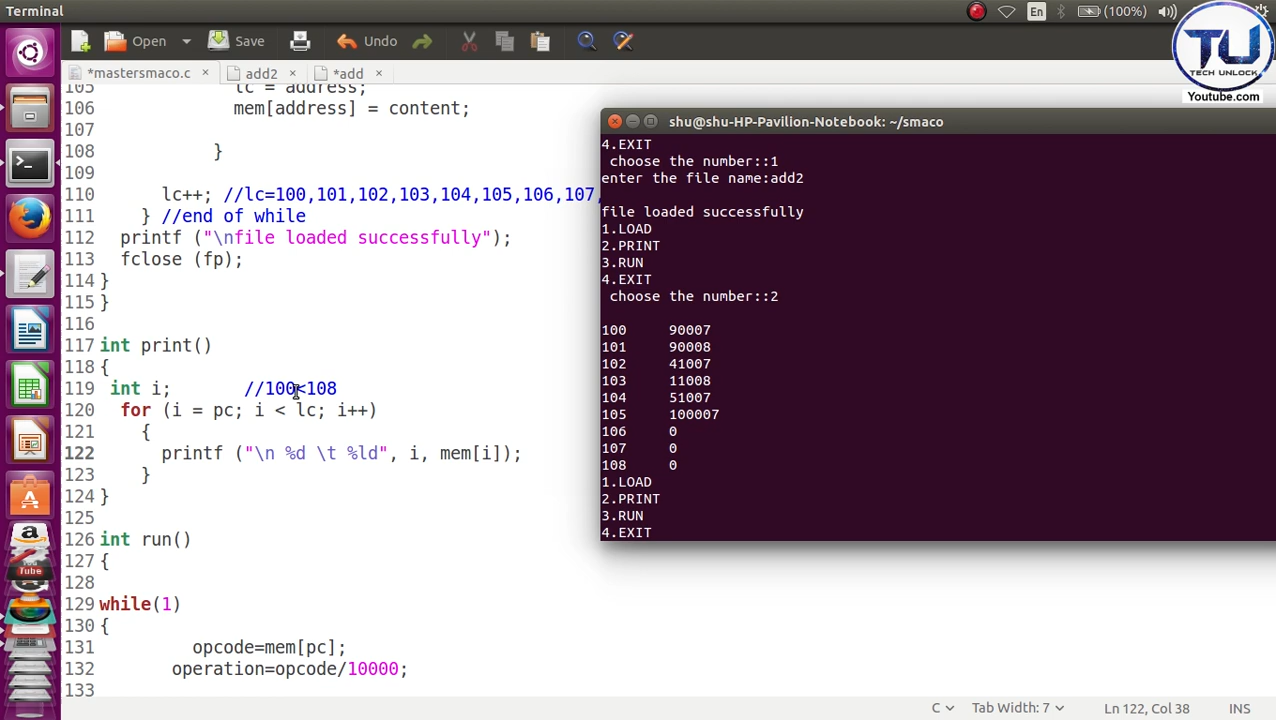 Terminal
En
(100%)
TU
TECH UNLOCK
Youtube.com
Open
Save
Undo
*mastersmaco.c
add2
*add
105 lc = address;
106 mem[address] = content;
107
108 }
109
110 lc++; //lc=100,101,102,103,104,105,106,107,
111 } //end of while
112 printf ("\nfile loaded successfully");
113 fclose (fp);
114 }
115 }
116
117 int print()
118 {
119 int i; //100<108
120 for (i = pc; i < lc; i++)
121 {
122 printf ("\n %d \t %ld", i, mem[i]);
123 }
124 }
125
126 int run()
127 {
128
129 while(1)
130 {
131 opcode=mem[pc];
132 operation=opcode/10000;
133
shu@shu-HP-Pavilion-Notebook: ~/smaco
4.EXIT
choose the number::1
enter the file name:add2
file loaded successfully
1.LOAD
2.PRINT
3.RUN
4.EXIT
choose the number::2
100 90007
101 90008
102 41007
103 11008
104 51007
105 100007
106 0
107 0
108 0
1.LOAD
2.PRINT
3.RUN
4.EXIT
C
Tab Width: 7
Ln 122, Col 38
INS